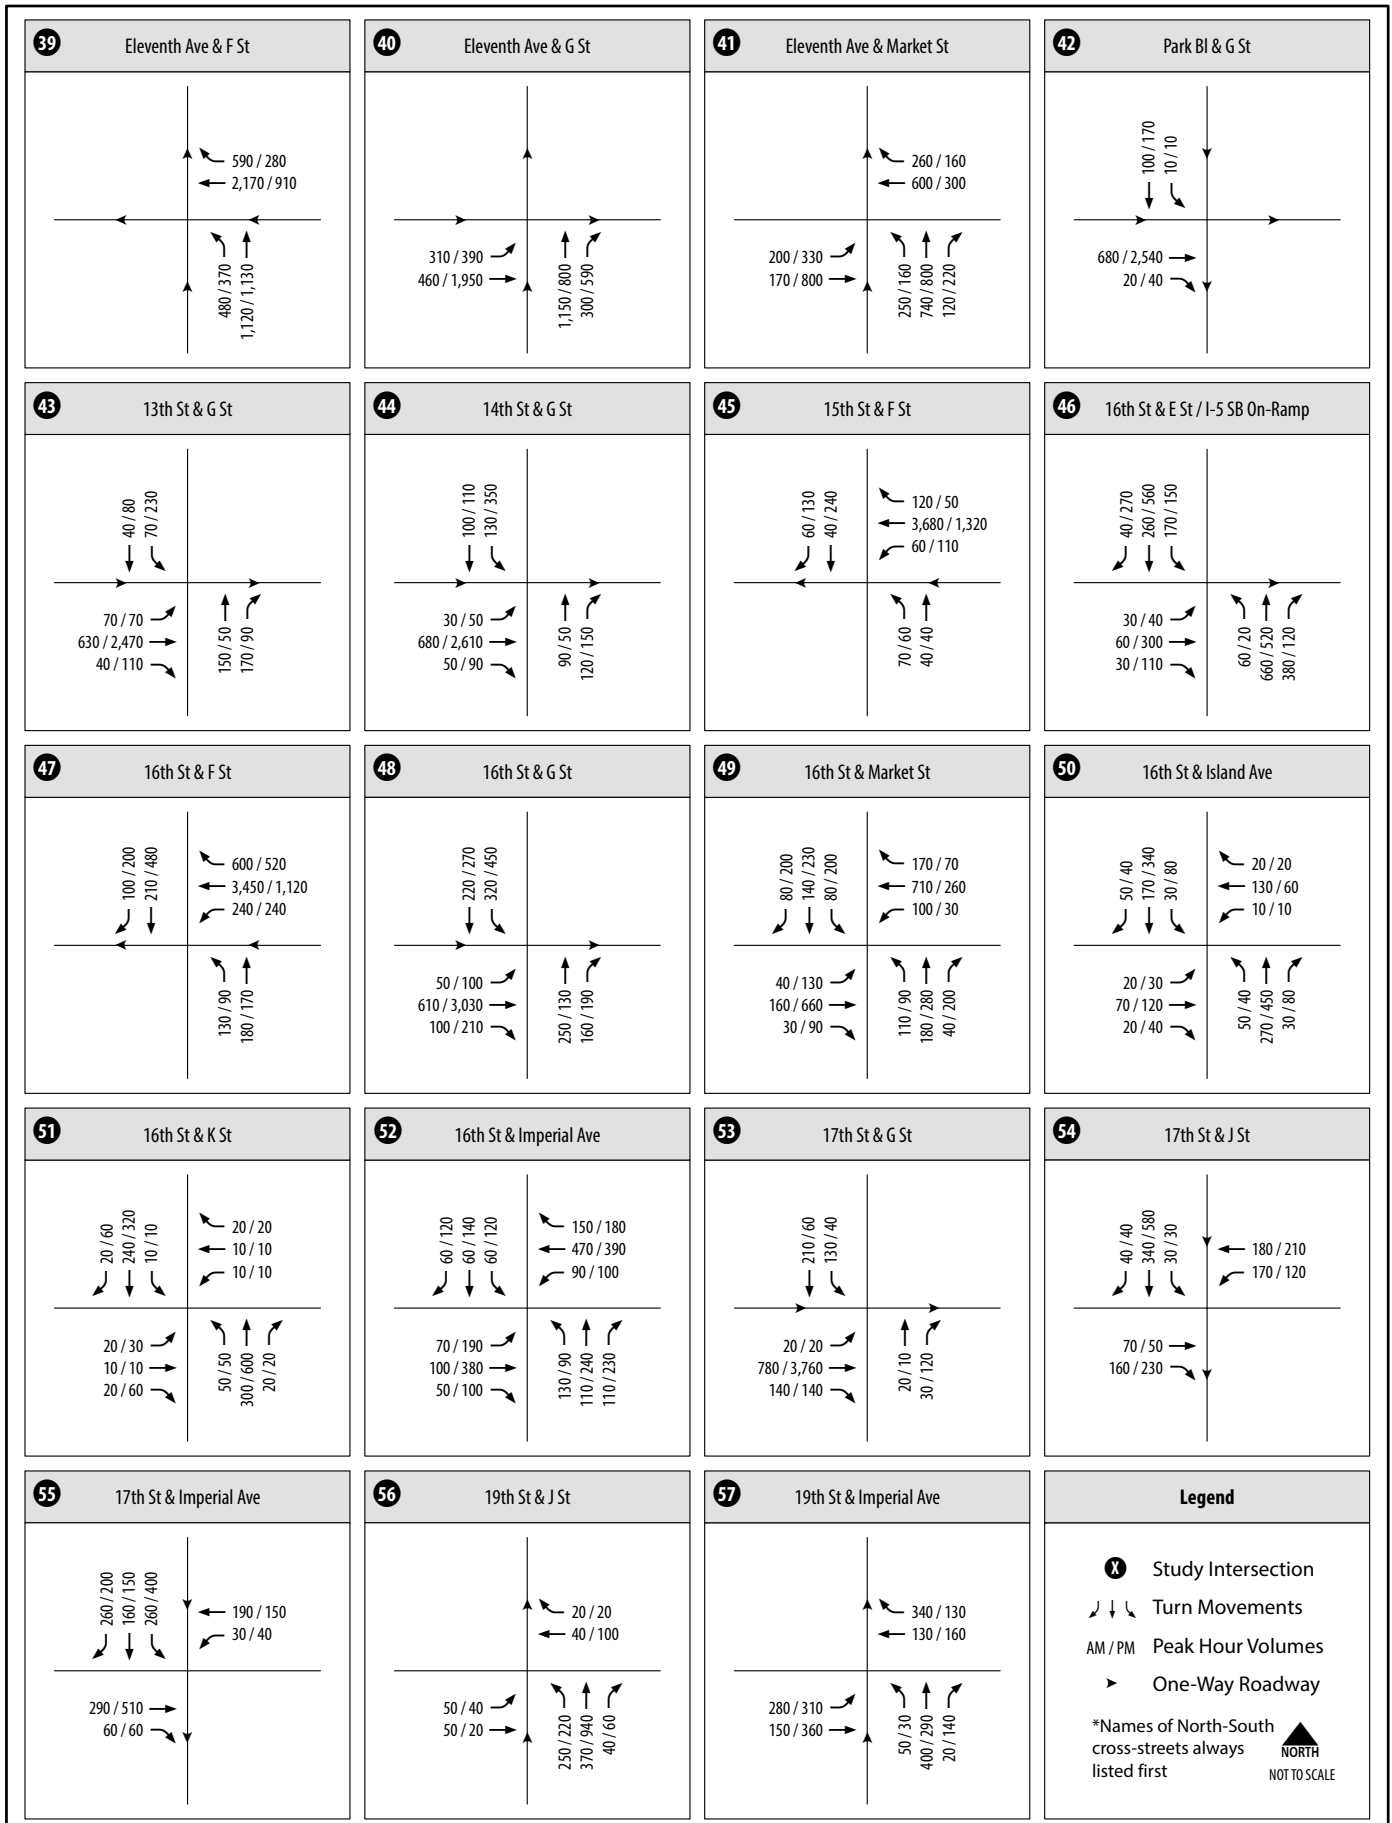 39 Eleventh Ave & F St
590 / 280
2,170 / 910
480 / 370
1,120 / 1,130
40 Eleventh Ave & G St
310 / 390
460 / 1,950
1,150 / 800
300 / 590
41 Eleventh Ave & Market St
260 / 160
600 / 300
200 / 330
170 / 800
250 / 160
740 / 800
120 / 220
42 Park Bl & G St
100 / 170
10 / 10
680 / 2,540
20 / 40
43 13th St & G St
40 / 80
70 / 230
70 / 70
630 / 2,470
40 / 110
150 / 50
170 / 90
44 14th St & G St
100 / 110
130 / 350
30 / 50
680 / 2,610
50 / 90
90 / 50
120 / 150
45 15th St & F St
60 / 130
40 / 240
120 / 50
3,680 / 1,320
60 / 110
70 / 60
40 / 40
46 16th St & E St / I-5 SB On-Ramp
40 / 270
260 / 560
170 / 150
30 / 40
60 / 300
30 / 110
60 / 20
660 / 520
380 / 120
47 16th St & F St
100 / 200
210 / 480
600 / 520
3,450 / 1,120
240 / 240
130 / 90
180 / 170
48 16th St & G St
220 / 270
320 / 450
50 / 100
610 / 3,030
100 / 210
250 / 130
160 / 190
49 16th St & Market St
80 / 200
140 / 230
80 / 200
170 / 70
710 / 260
100 / 30
40 / 130
160 / 660
30 / 90
110 / 90
180 / 280
40 / 200
50 16th St & Island Ave
50 / 40
170 / 340
30 / 80
20 / 20
130 / 60
10 / 10
20 / 30
70 / 120
20 / 40
50 / 40
270 / 450
30 / 80
51 16th St & K St
20 / 60
240 / 320
10 / 10
20 / 20
10 / 10
10 / 10
20 / 30
10 / 10
20 / 60
50 / 50
300 / 600
20 / 20
52 16th St & Imperial Ave
60 / 120
60 / 140
60 / 120
150 / 180
470 / 390
90 / 100
70 / 190
100 / 380
50 / 100
130 / 90
110 / 240
110 / 230
53 17th St & G St
210 / 60
130 / 40
20 / 20
780 / 3,760
140 / 140
20 / 10
30 / 120
54 17th St & J St
40 / 40
340 / 580
30 / 30
180 / 210
170 / 120
70 / 50
160 / 230
55 17th St & Imperial Ave
260 / 200
160 / 150
260 / 400
190 / 150
30 / 40
290 / 510
60 / 60
56 19th St & J St
20 / 20
40 / 100
50 / 40
50 / 20
250 / 220
370 / 940
40 / 60
57 19th St & Imperial Ave
340 / 130
130 / 160
280 / 310
150 / 360
50 / 30
400 / 290
20 / 140
Legend
X Study Intersection
Turn Movements
AM / PM Peak Hour Volumes
One-Way Roadway
*Names of North-South
cross-streets always
listed first
NORTH
NOT TO SCALE